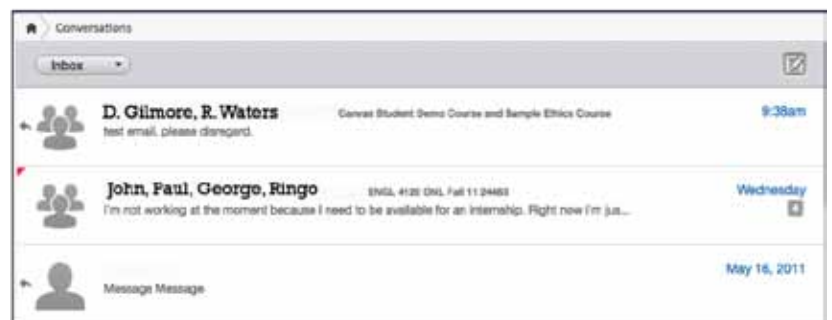 Conversations
Inbox
D. Gilmore, R. Waters Canvas Student Demo Course and Sample Ethics Course 9:38am
test email, please disregard.
John, Paul, George, Ringo ENGL 4120 ONL Fall 11 24463 Wednesday
I'm not working at the moment because I need to be available for an internship. Right now I'm jus... 4
May 16, 2011
Message Message